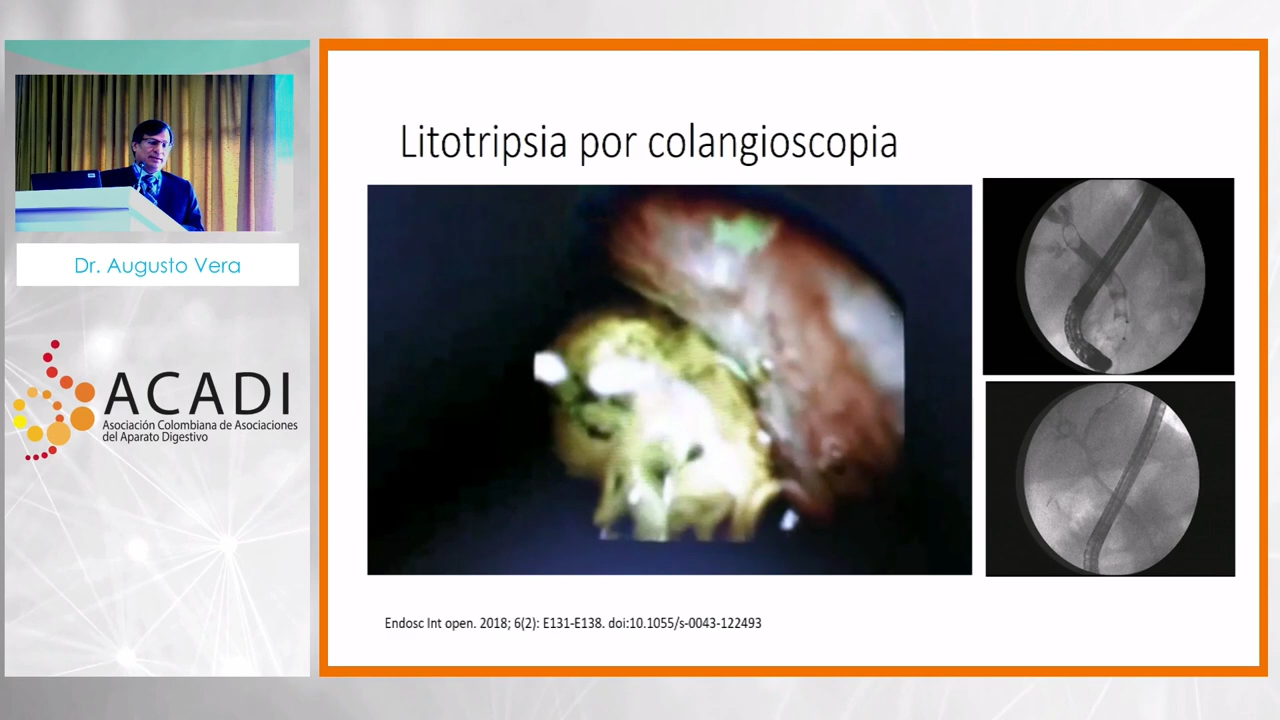 Dr. Augusto Vera
ACADI
Asociación Colombiana de Asociaciones
del Aparato Digestivo
Litotripsia por colangioscopia
Endosc Int open. 2018; 6(2): E131-E138. doi:10.1055/s-0043-122493